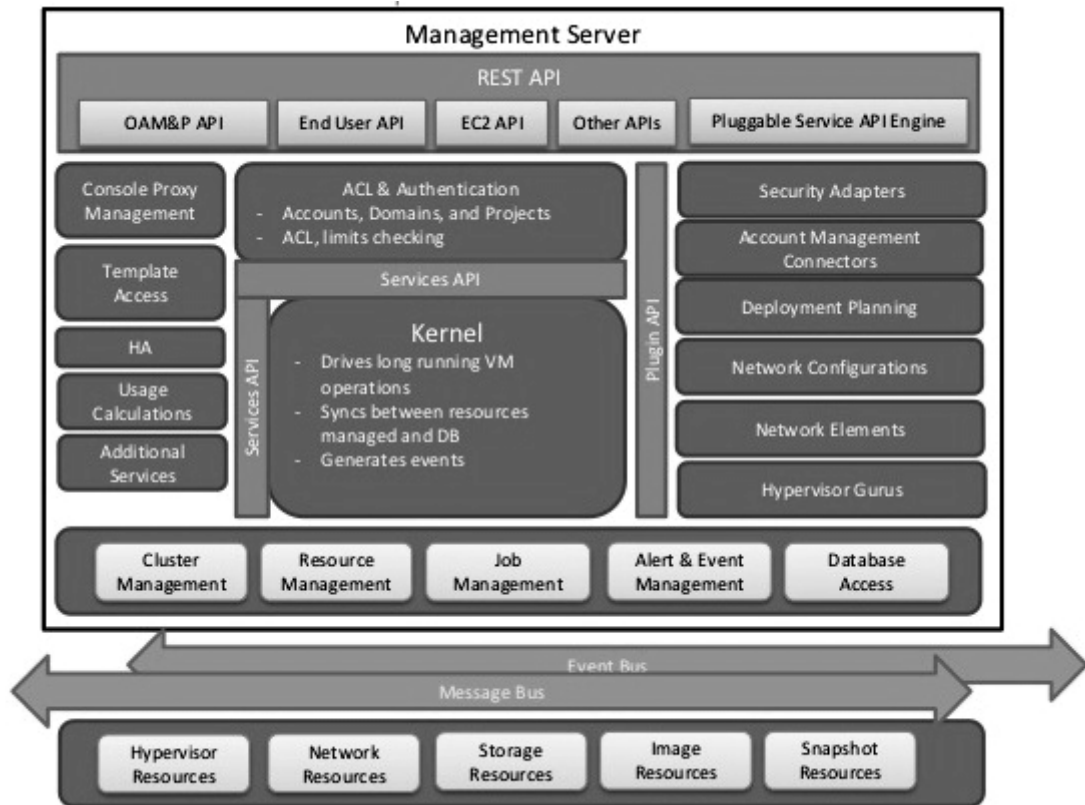 Management Server
REST API
OAM&P API
End User API
EC2 API
Other APIs
Pluggable Service API Engine
Console Proxy
Management
Template
Access
HA
Usage
Calculations
Additional
Services
ACL & Authentication
- Accounts, Domains, and Projects
- ACL, limits checking
Services API
Services API
Kernel
- Drives long running VM
operations
- Syncs between resources
managed and DB
- Generates events
Plugin API
Security Adapters
Account Management
Connectors
Deployment Planning
Network Configurations
Network Elements
Hypervisor Gurus
Cluster
Management
Resource
Management
Job
Management
Alert & Event
Management
Database
Access
Event Bus
Message Bus
Hypervisor
Resources
Network
Resources
Storage
Resources
Image
Resources
Snapshot
Resources